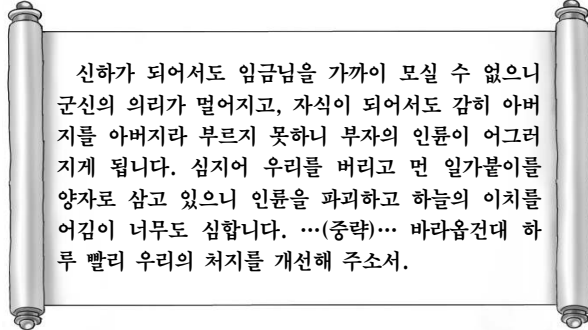 신하가 되어서도 임금님을 가까이 모실 수 없으니
군신의 의리가 멀어지고, 자식이 되어서도 감히 아버
지를 아버지라 부르지 못하니 부자의 인륜이 어그러
지게 됩니다. 심지어 우리를 버리고 먼 일가붙이를
양자로 삼고 있으니 인륜을 파괴하고 하늘의 이치를
어김이 너무도 심합니다. …(중략)… 바라옵건대 하
루 빨리 우리의 처지를 개선해 주소서.